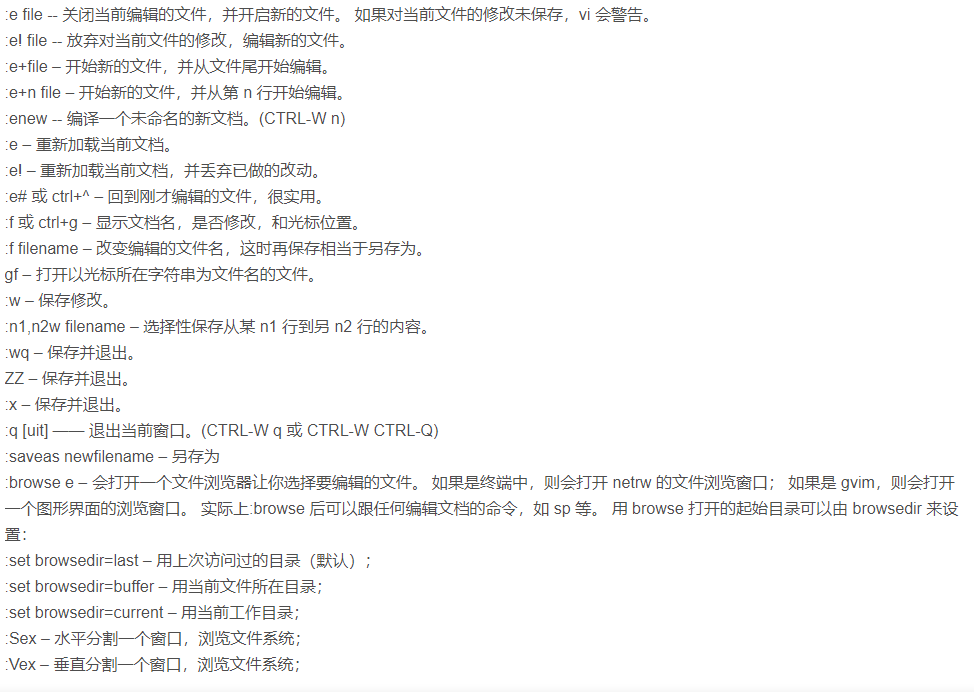 :e file -- 关闭当前编辑的文件，并开启新的文件。 如果对当前文件的修改未保存，vi 会警告。
:e! file -- 放弃对当前文件的修改，编辑新的文件。
:e+file – 开始新的文件，并从文件尾开始编辑。
:e+n file – 开始新的文件，并从第 n 行开始编辑。
:enew -- 编译一个未命名的新文档。(CTRL-W n)
:e – 重新加载当前文档。
:e! – 重新加载当前文档，并丢弃已做的改动。
:e# 或 ctrl+^ – 回到刚才编辑的文件，很实用。
:f 或 ctrl+g – 显示文档名，是否修改，和光标位置。
:f filename – 改变编辑的文件名，这时再保存相当于另存为。
gf – 打开以光标所在字符串为文件名的文件。
:w – 保存修改。
:n1,n2w filename – 选择性保存从某 n1 行到另 n2 行的内容。
:wq – 保存并退出。
ZZ – 保存并退出。
:x – 保存并退出。
:q [uit] —— 退出当前窗口。(CTRL-W q 或 CTRL-W CTRL-Q)
:saveas newfilename – 另存为
:browse e – 会打开一个文件浏览器让你选择要编辑的文件。 如果是终端中，则会打开 netrw 的文件浏览窗口； 如果是 gvim，则会打开
一个图形界面的浏览窗口。 实际上:browse 后可以跟任何编辑文档的命令，如 sp 等。 用 browse 打开的起始目录可以由 browsedir 来设
置：
:set browsedir=last – 用上次访问过的目录（默认）；
:set browsedir=buffer – 用当前文件所在目录；
:set browsedir=current – 用当前工作目录；
:Sex – 水平分割一个窗口，浏览文件系统；
:Vex – 垂直分割一个窗口，浏览文件系统；